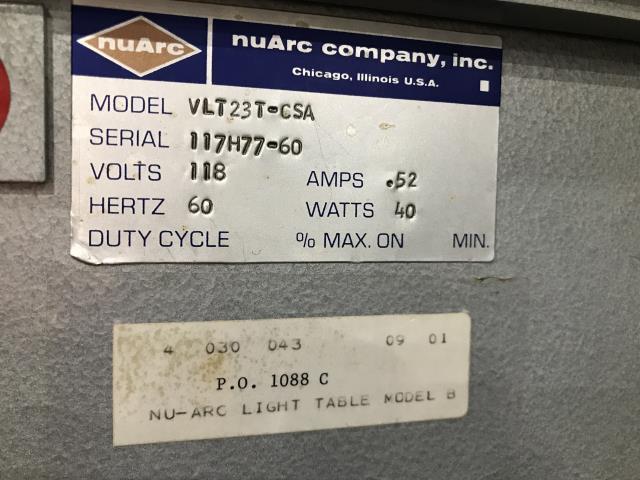 nuArc
nuArc company, inc.
Chicago, Illinois U.S.A.
MODEL VLT23T-CSA
SERIAL 117H77-60
VOLTS 118 AMPS .52
HERTZ 60 WATTS 40
DUTY CYCLE % MAX. ON MIN.
4 030 043 09 01
P.O. 1088 C
NU-ARC LIGHT TABLE MODEL B